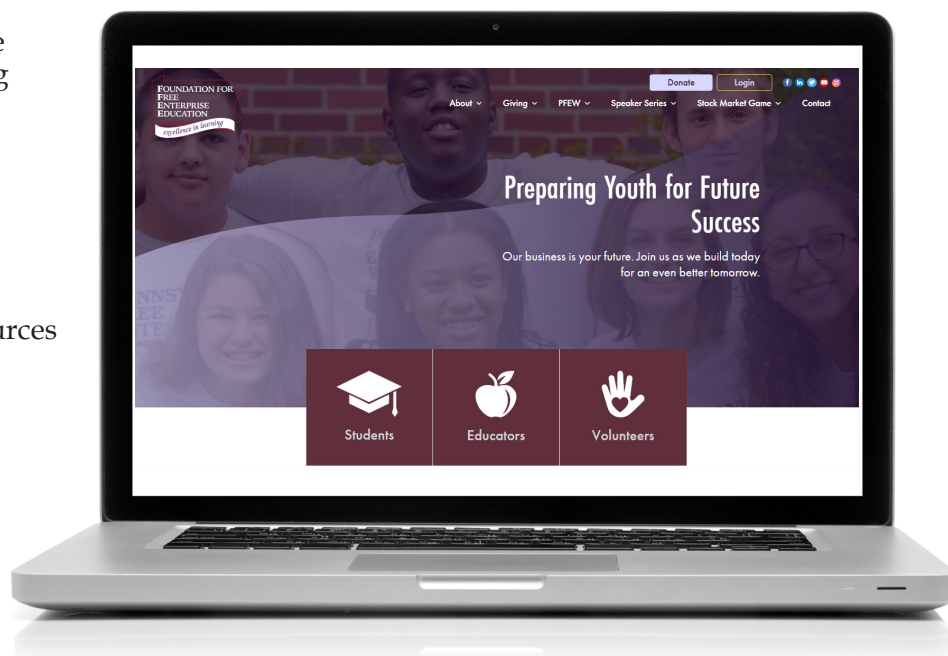 e
g
urces
FOUNDATION FOR
FREE
ENTERPRISE
EDUCATION
excellence in learning
Donate Login
About Giving PFEW Speaker Series Stock Market Game Contact
Preparing Youth for Future
Success
Our business is your future. Join us as we build today
for an even better tomorrow.
Students Educators Volunteers